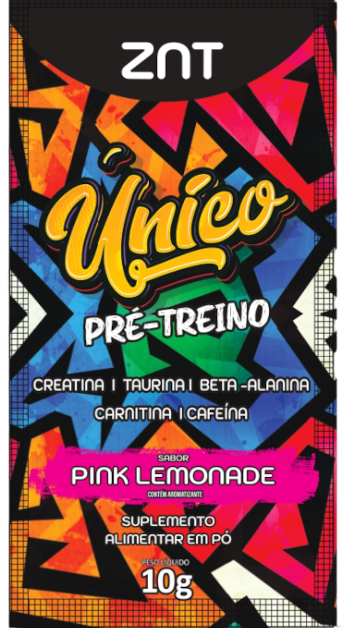 ZNT
Único
PRÉ-TREINO
CREATINA | TAURINA | BETA-ALANINA
CARNITINA | CAFEÍNA
SABOR
PINK LEMONADE
CONTÉM AROMATIZANTE
SUPLEMENTO
ALIMENTAR EM PÓ
PESO LÍQUIDO
10g